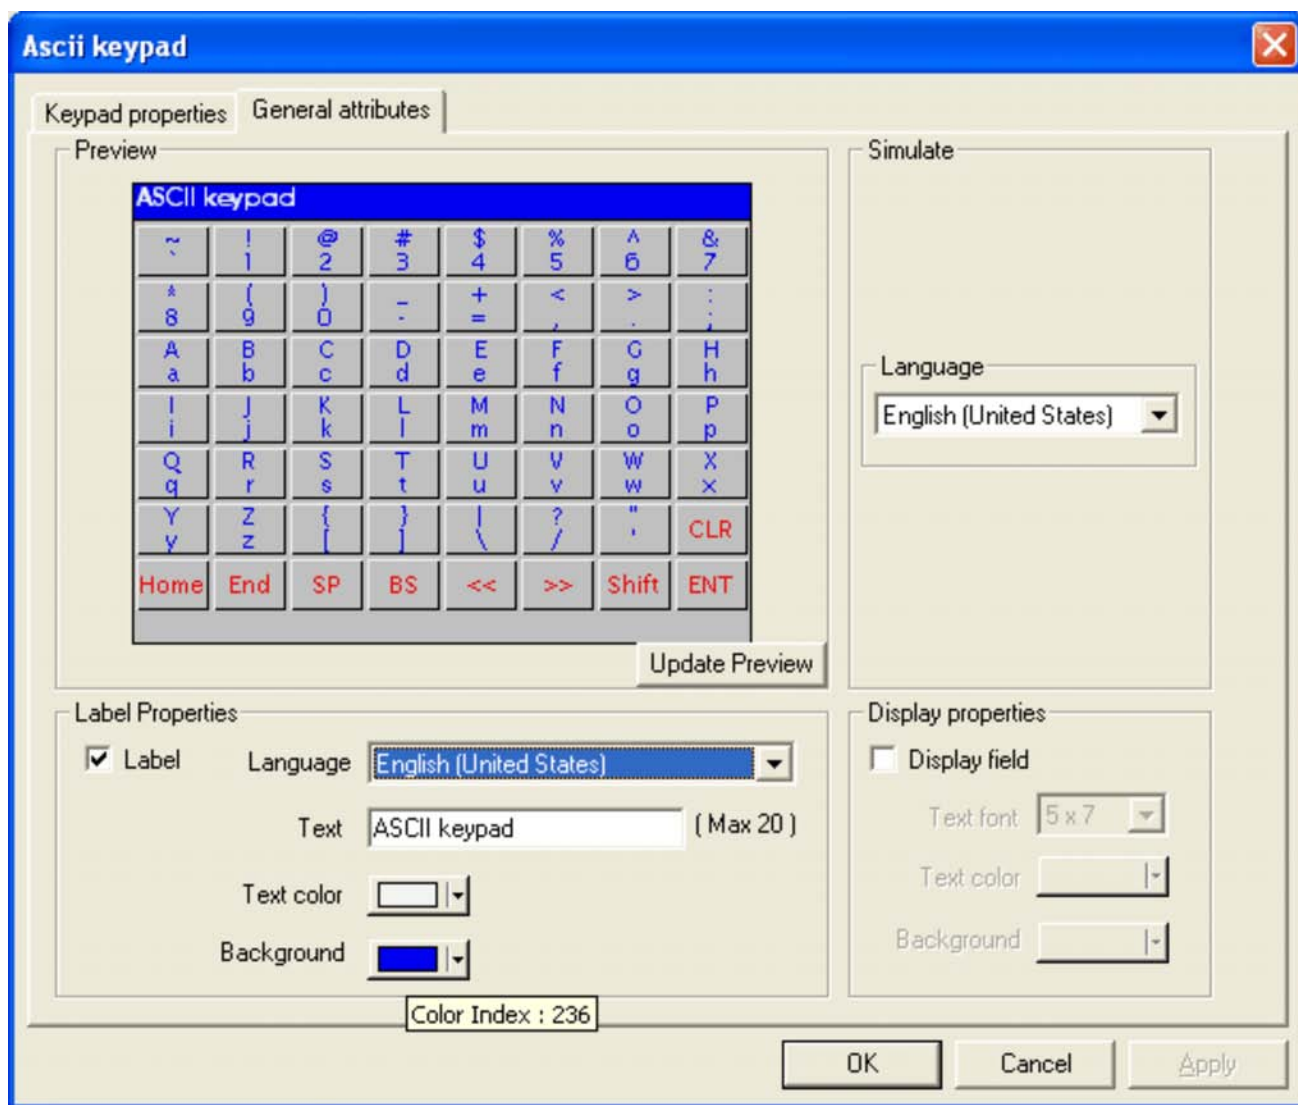 Ascii keypad
Keypad properties General attributes
Preview
ASCII keypad
~ ! @ # $ % ^ &
` 1 2 3 4 5 6 7
* ( ) _ + < > :
8 9 0 - = , . ;
A B C D E F G H
a b c d e f g h
I J K L M N O P
i j k l m n o p
Q R S T U V W X
q r s t u v w x
Y Z { } | ? "
y z [ ] \ / ' CLR
Home End SP BS << >> Shift ENT
Update Preview
Simulate
Language
English (United States)
Label Properties
Label Language English (United States)
Text ASCII keypad ( Max 20 )
Text color
Background
Color Index : 236
Display properties
Display field
Text font 5 x 7
Text color
Background
OK Cancel Apply